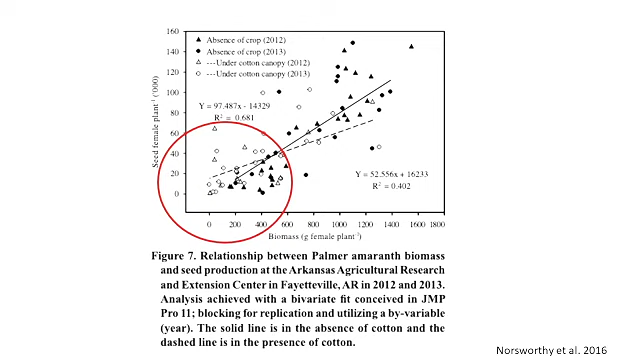 160
140
120
100
80
60
40
20
0
Seed female plant⁻¹ ('000)
▲ Absence of crop (2012)
● Absence of crop (2013)
△ ---Under cotton canopy (2012)
◇ ---Under cotton canopy (2013)
Y = 97.487x - 14329
R² = 0.681
Y = 52.556x + 16233
R² = 0.402
0 200 400 600 800 1000 1200 1400 1600 1800
Biomass (g female plant⁻¹)
Figure 7. Relationship between Palmer amaranth biomass
and seed production at the Arkansas Agricultural Research
and Extension Center in Fayetteville, AR in 2012 and 2013.
Analysis achieved with a bivariate fit conceived in JMP
Pro 11; blocking for replication and utilizing a by-variable
(year). The solid line is in the absence of cotton and the
dashed line is in the presence of cotton.
Norsworthy et al. 2016